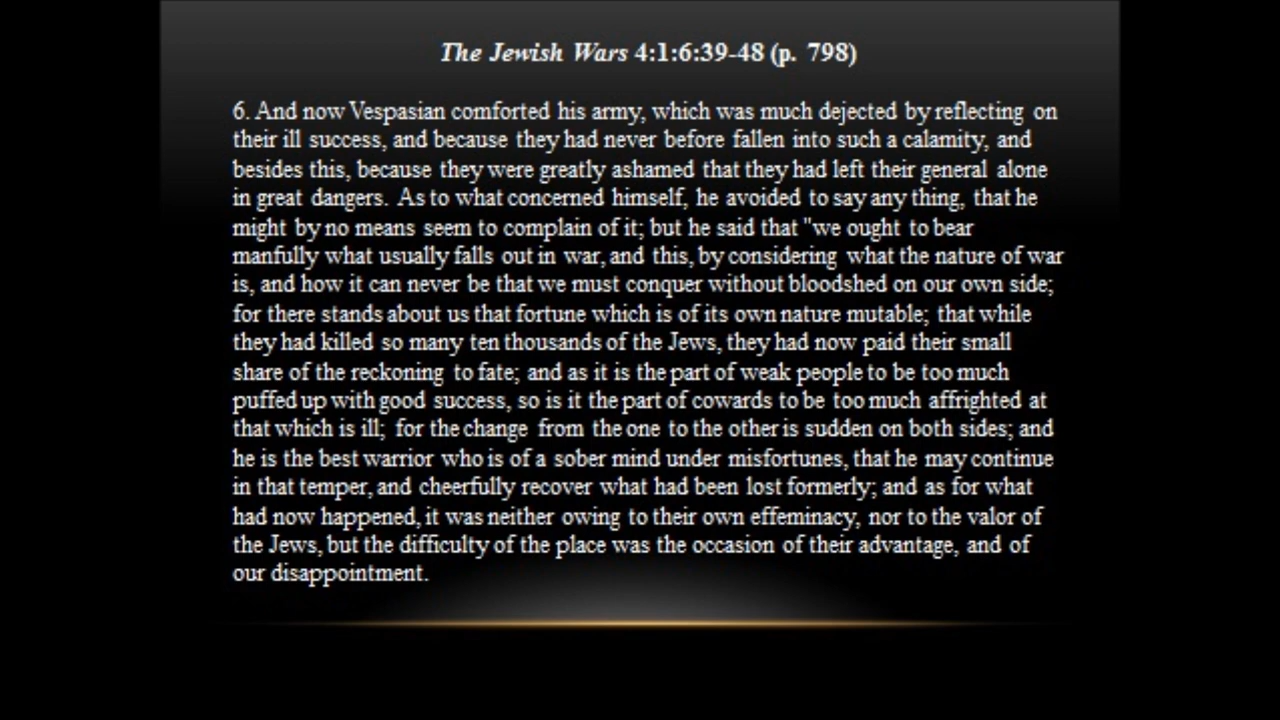 The Jewish Wars 4:1:6:39-48 (p. 798)
6. And now Vespasian comforted his army, which was much dejected by reflecting on
their ill success, and because they had never before fallen into such a calamity, and
besides this, because they were greatly ashamed that they had left their general alone
in great dangers. As to what concerned himself, he avoided to say any thing, that he
might by no means seem to complain of it; but he said that "we ought to bear
manfully what usually falls out in war, and this, by considering what the nature of war
is, and how it can never be that we must conquer without bloodshed on our own side;
for there stands about us that fortune which is of its own nature mutable; that while
they had killed so many ten thousands of the Jews, they had now paid their small
share of the reckoning to fate; and as it is the part of weak people to be too much
puffed up with good success, so is it the part of cowards to be too much affrighted at
that which is ill; for the change from the one to the other is sudden on both sides; and
he is the best warrior who is of a sober mind under misfortunes, that he may continue
in that temper, and cheerfully recover what had been lost formerly; and as for what
had now happened, it was neither owing to their own effeminacy, nor to the valor of
the Jews, but the difficulty of the place was the occasion of their advantage, and of
our disappointment.